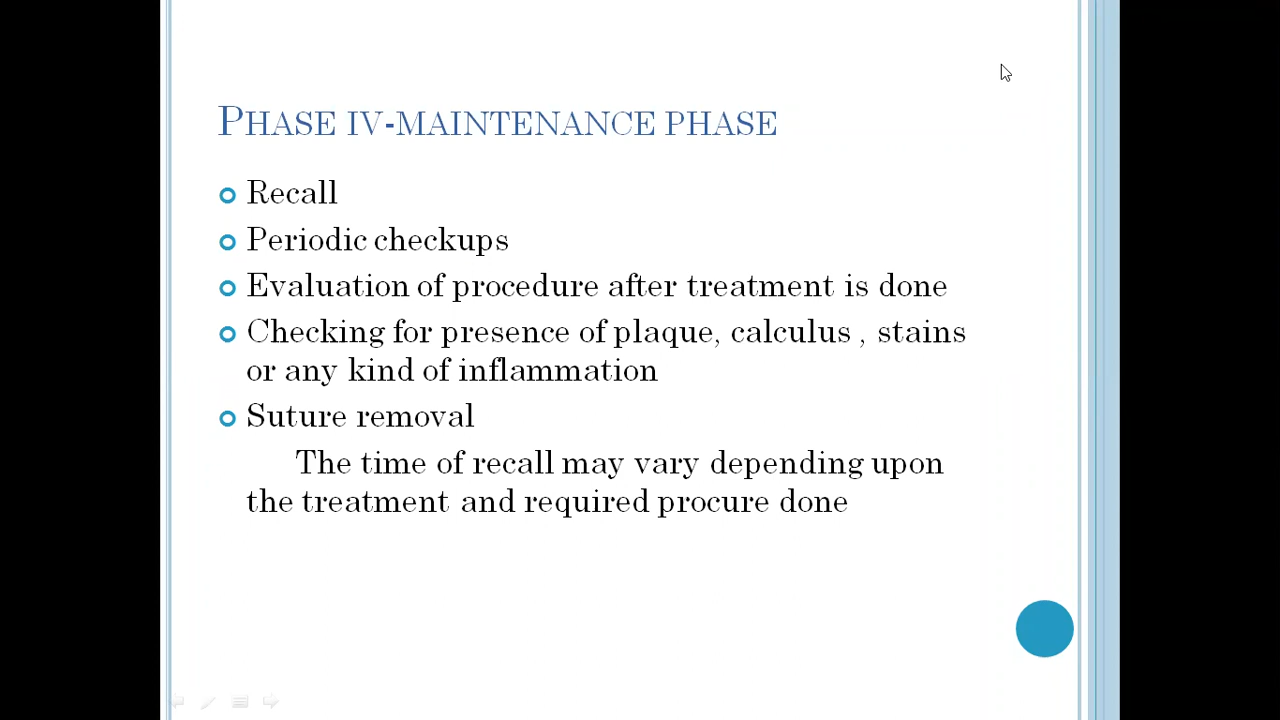 PHASE IV-MAINTENANCE PHASE
Recall
Periodic checkups
Evaluation of procedure after treatment is done
Checking for presence of plaque, calculus , stains
or any kind of inflammation
Suture removal
The time of recall may vary depending upon
the treatment and required procure done